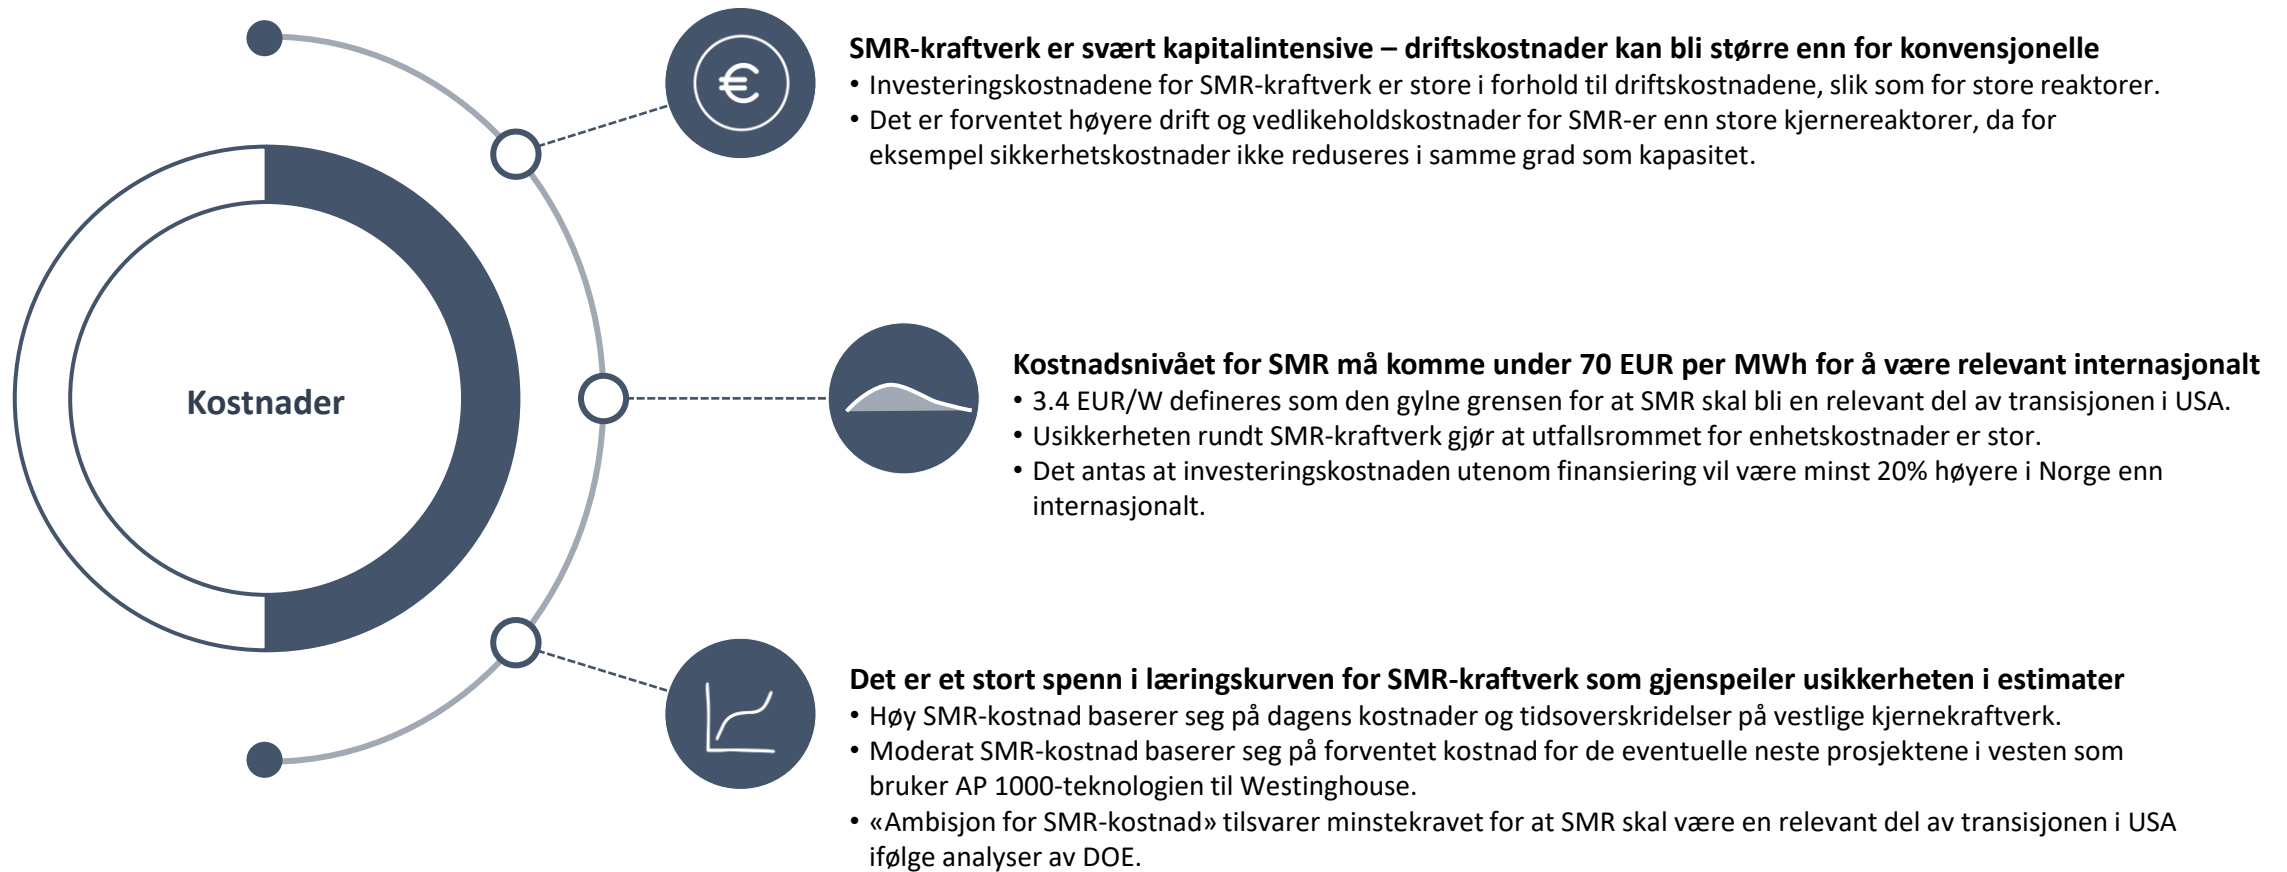 SMR-kraftverk er svært kapitalintensive – driftskostnader kan bli større enn for konvensjonelle
• Investeringskostnadene for SMR-kraftverk er store i forhold til driftskostnadene, slik som for store reaktorer.
• Det er forventet høyere drift og vedlikeholdskostnader for SMR-er enn store kjernereaktorer, da for
eksempel sikkerhetskostnader ikke reduseres i samme grad som kapasitet.
Kostnader
Kostnadsnivået for SMR må komme under 70 EUR per MWh for å være relevant internasjonalt
• 3.4 EUR/W defineres som den gylne grensen for at SMR skal bli en relevant del av transisjonen i USA.
• Usikkerheten rundt SMR-kraftverk gjør at utfallsrommet for enhetskostnader er stor.
• Det antas at investeringskostnaden utenom finansiering vil være minst 20% høyere i Norge enn
internasjonalt.
Det er et stort spenn i læringskurven for SMR-kraftverk som gjenspeiler usikkerheten i estimater
• Høy SMR-kostnad baserer seg på dagens kostnader og tidsoverskridelser på vestlige kjernekraftverk.
• Moderat SMR-kostnad baserer seg på forventet kostnad for de eventuelle neste prosjektene i vesten som
bruker AP 1000-teknologien til Westinghouse.
• «Ambisjon for SMR-kostnad» tilsvarer minstekravet for at SMR skal være en relevant del av transisjonen i USA
ifølge analyser av DOE.